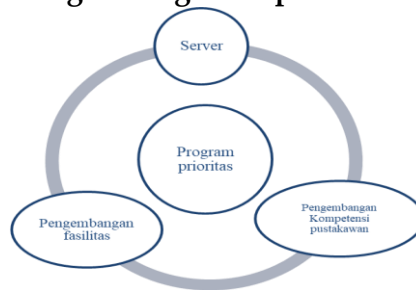 Server
Program
prioritas
Pengembangan
fasilitas
Pengembangan
Kompetensi
pustakawan